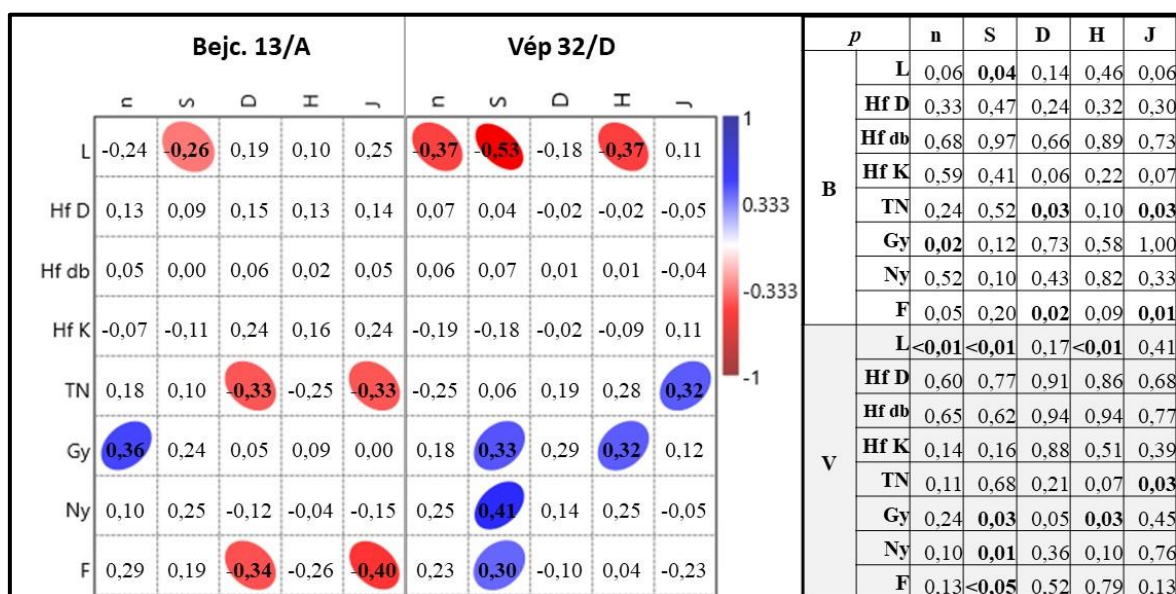 Bejc. 13/A Vép 32/D
n S D H J n S D H J
L -0,24 -0,26 0,19 0,10 0,25 -0,37 -0,53 -0,18 -0,37 0,11
Hf D 0,13 0,09 0,15 0,13 0,14 0,07 0,04 -0,02 -0,02 -0,05
Hf db 0,05 0,00 0,06 0,02 0,05 0,06 0,07 0,01 0,01 -0,04
Hf K -0,07 -0,11 0,24 0,16 0,24 -0,19 -0,18 -0,02 -0,09 0,11
TN 0,18 0,10 -0,33 -0,25 -0,33 -0,25 0,06 0,19 0,28 0,32
Gy 0,36 0,24 0,05 0,09 0,00 0,18 0,33 0,29 0,32 0,12
Ny 0,10 0,25 -0,12 -0,04 -0,15 0,25 0,41 0,14 0,25 -0,05
F 0,29 0,19 -0,34 -0,26 -0,40 0,23 0,30 -0,10 0,04 -0,23
1
0.333
-0.333
-1
p n S D H J
B
L 0,06 0,04 0,14 0,46 0,06
Hf D 0,33 0,47 0,24 0,32 0,30
Hf db 0,68 0,97 0,66 0,89 0,73
Hf K 0,59 0,41 0,06 0,22 0,07
TN 0,24 0,52 0,03 0,10 0,03
Gy 0,02 0,12 0,73 0,58 1,00
Ny 0,52 0,10 0,43 0,82 0,33
F 0,05 0,20 0,02 0,09 0,01
V
L <0,01 <0,01 0,17 <0,01 0,41
Hf D 0,60 0,77 0,91 0,86 0,68
Hf db 0,65 0,62 0,94 0,94 0,77
Hf K 0,14 0,16 0,88 0,51 0,39
TN 0,11 0,68 0,21 0,07 0,03
Gy 0,24 0,03 0,05 0,03 0,45
Ny 0,10 0,01 0,36 0,10 0,76
F 0,13 <0,05 0,52 0,79 0,13